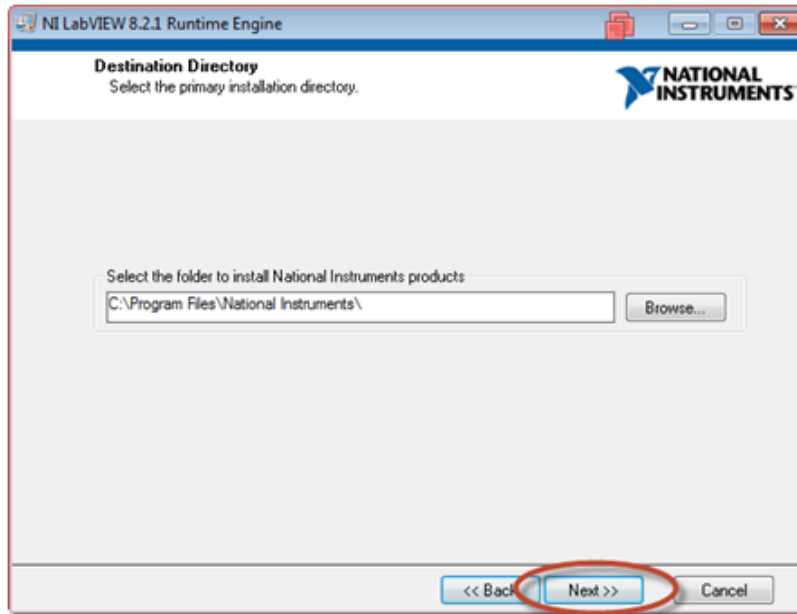 NI LabVIEW 8.2.1 Runtime Engine
Destination Directory
Select the primary installation directory.
NATIONAL
INSTRUMENTS
Select the folder to install National Instruments products
C:\Program Files\National Instruments\
Browse...
<< Back
Next >>
Cancel